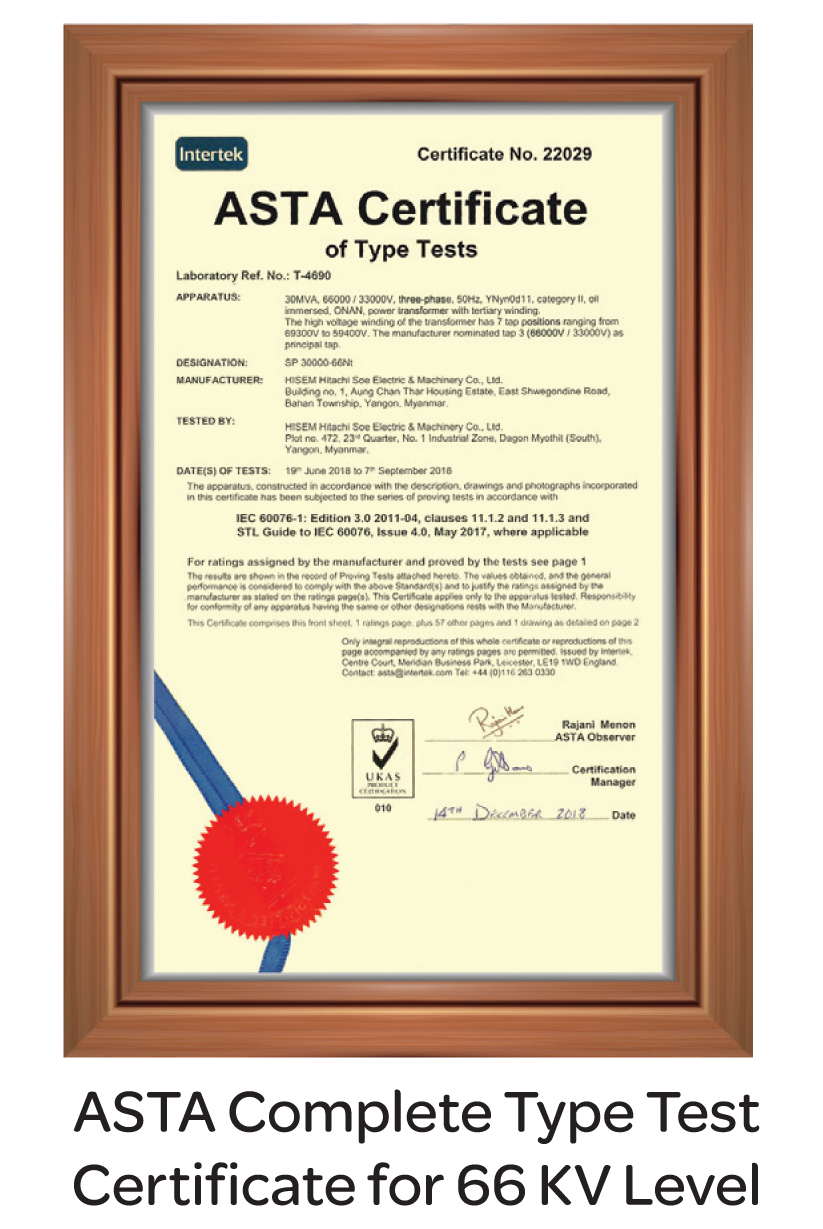 Intertek
Certificate No. 22029
ASTA Certificate
of Type Tests
Laboratory Ref. No.: T-4690
APPARATUS: 30MVA, 66000 / 33000V, three-phase, 50Hz, YNyn0d11, category II, oil
immersed, ONAN, power transformer with tertiary winding.
The high voltage winding of the transformer has 7 tap positions ranging from
69300V to 59400V. The manufacturer nominated tap 3 (66000V / 33000V) as
principal tap.
DESIGNATION: SP 30000-66Nt
MANUFACTURER: HISEM Hitachi Soe Electric & Machinery Co., Ltd.
Building no. 1, Aung Chan Thar Housing Estate, East Shwegondine Road,
Bahan Township, Yangon, Myanmar.
TESTED BY: HISEM Hitachi Soe Electric & Machinery Co., Ltd.
Plot no. 472, 23rd Quarter, No. 1 Industrial Zone, Dagon Myothit (South),
Yangon, Myanmar.
DATE(S) OF TESTS: 19th June 2018 to 7th September 2018
The apparatus, constructed in accordance with the description, drawings and photographs incorporated
in this certificate has been subjected to the series of proving tests in accordance with
IEC 60076-1: Edition 3.0 2011-04, clauses 11.1.2 and 11.1.3 and
STL Guide to IEC 60076, Issue 4.0, May 2017, where applicable
For ratings assigned by the manufacturer and proved by the tests see page 1
The results are shown in the record of Proving Tests attached hereto. The values obtained, and the general
performance is considered to comply with the above Standard(s) and to justify the ratings assigned by the
manufacturer as stated on the ratings page(s). This Certificate applies only to the apparatus tested. Responsibility
for conformity of any apparatus having the same or other designations rests with the Manufacturer.
This Certificate comprises this front sheet, 1 ratings page, plus 57 other pages and 1 drawing as detailed on page 2
Only integral reproductions of this whole certificate or reproductions of this
page accompanied by any ratings pages are permitted. Issued by Intertek,
Centre Court, Meridian Business Park, Leicester, LE19 1WD England.
Contact: asta@intertek.com Tel: +44 (0)116 263 0330
Rajani Menon
ASTA Observer
UKAS
PRODUCT
CERTIFICATION
010
Certification
Manager
14TH DECEMBER 2018 Date
ASTA Complete Type Test
Certificate for 66 KV Level